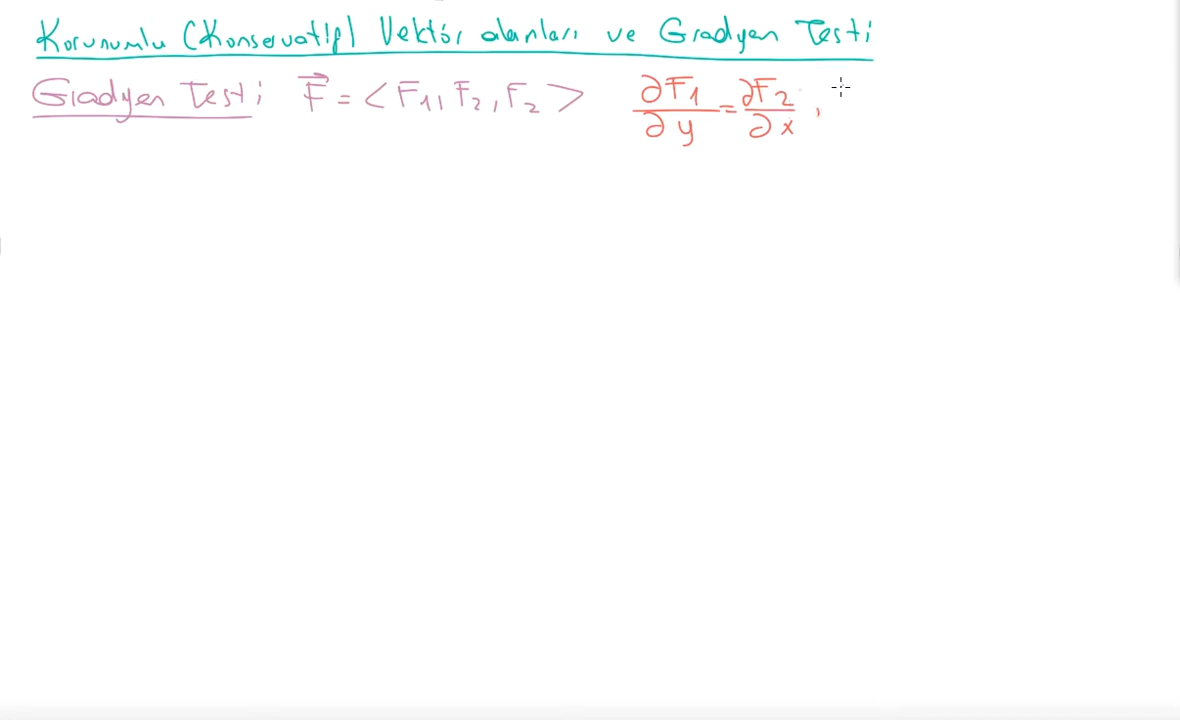 Korunumlu (Konservatif) Vektör alanları ve Gradyen Testi
Gradyen Testi: F⃗ = <F1, F2, F2> ∂F1/∂y = ∂F2/∂x ,